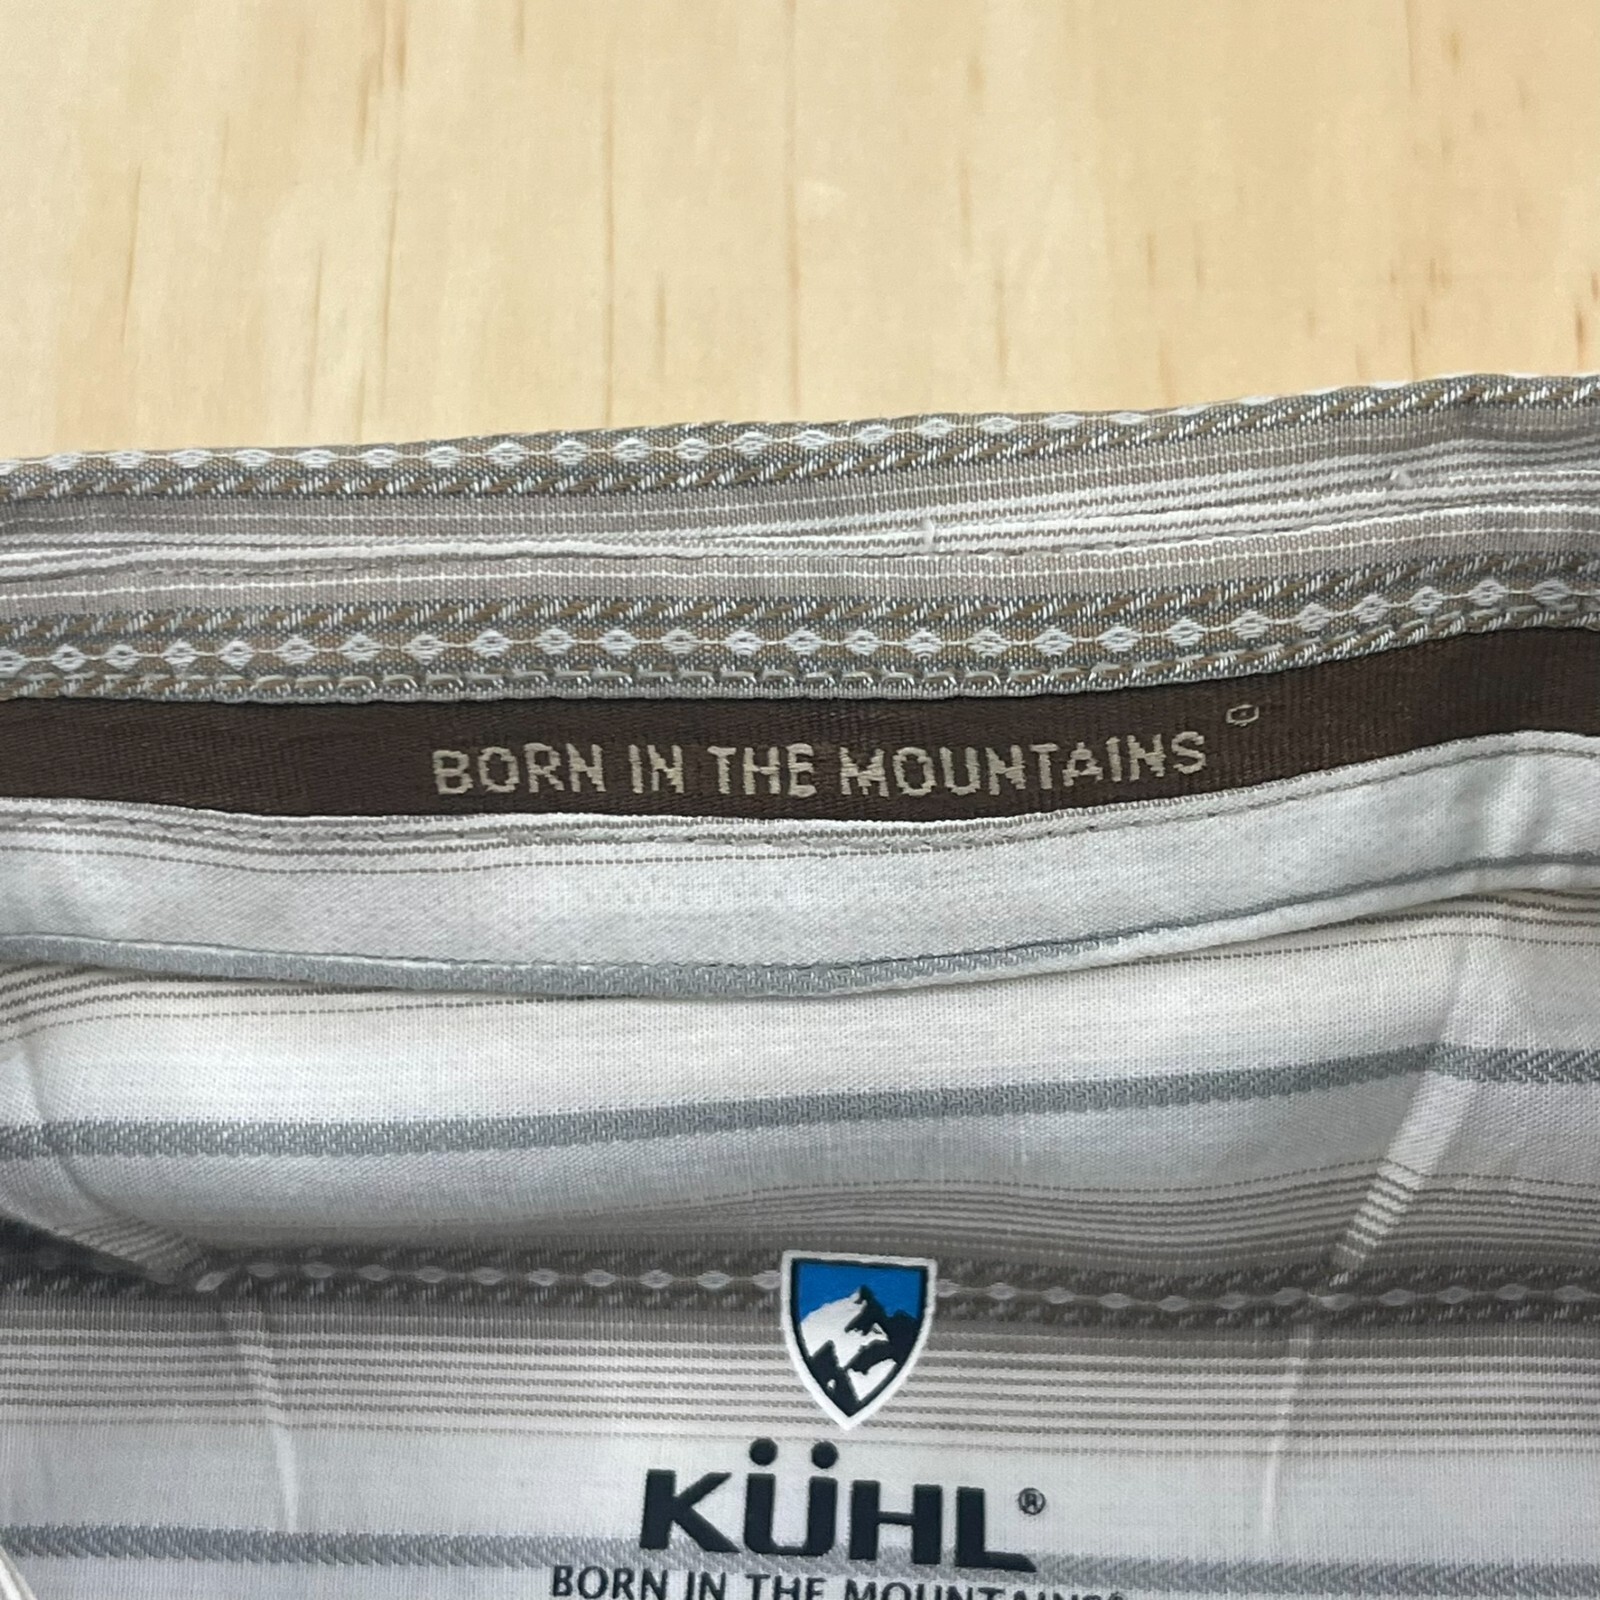 BORN IN THE MOUNTAINS
KÜHL®
BORN IN THE MOUNTAINS®